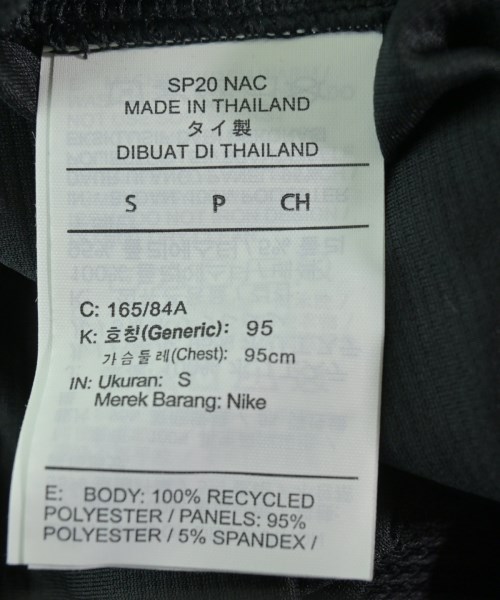 SP20 NAC
MADE IN THAILAND
タイ製
DIBUAT DI THAILAND
S P CH
C: 165/84A
K: 호칭(Generic): 95
가슴둘레(Chest): 95cm
IN: Ukuran: S
Merek Barang: Nike
E: BODY: 100% RECYCLED
POLYESTER / PANELS: 95%
POLYESTER / 5% SPANDEX /